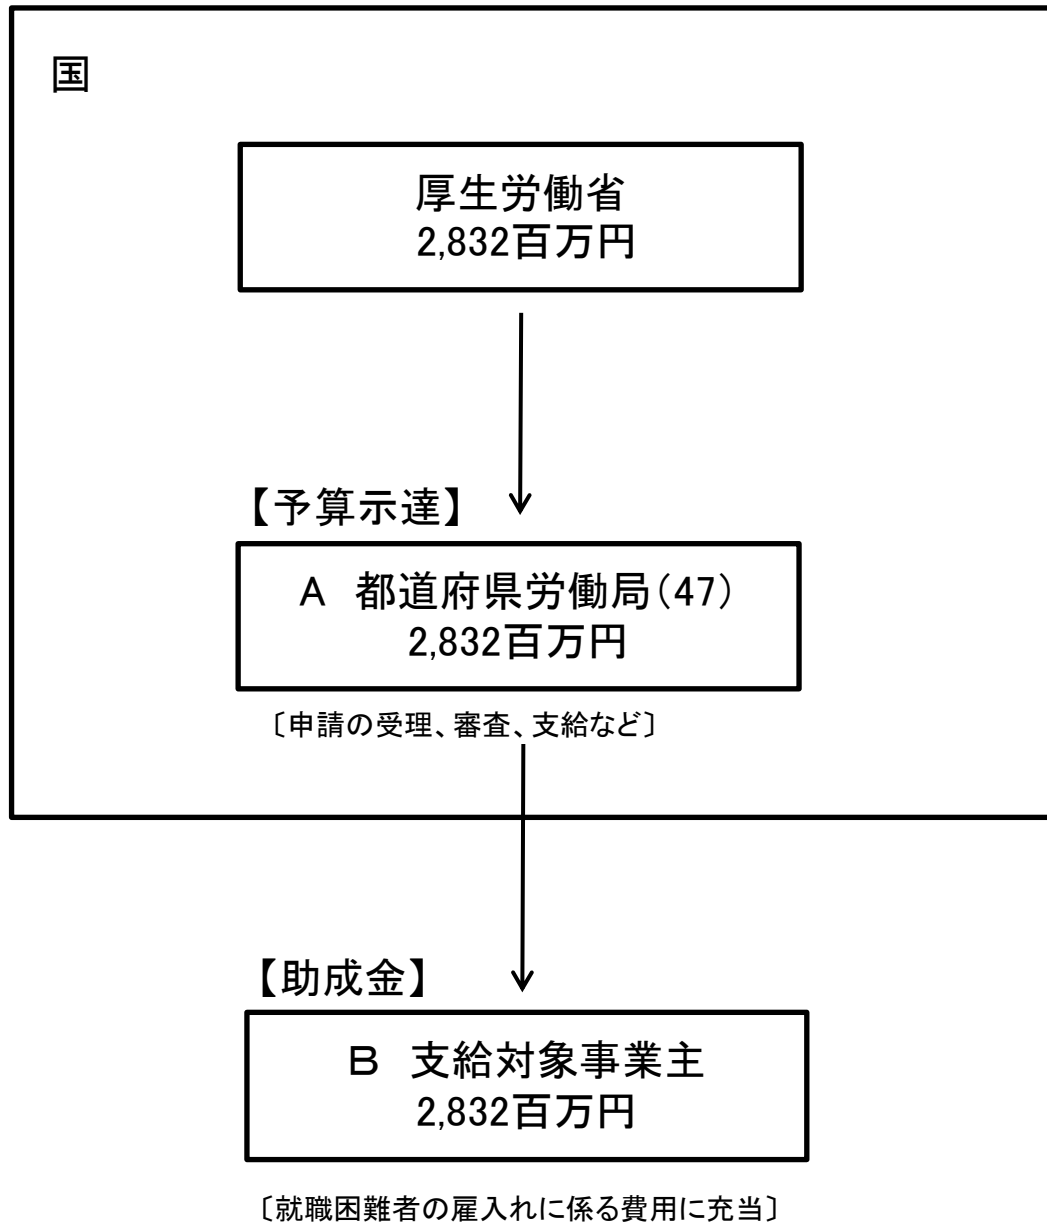 国
厚生労働省
2,832百万円
【予算示達】
A　都道府県労働局(47)
2,832百万円
〔申請の受理、審査、支給など〕
【助成金】
B　支給対象事業主
2,832百万円
〔就職困難者の雇入れに係る費用に充当〕